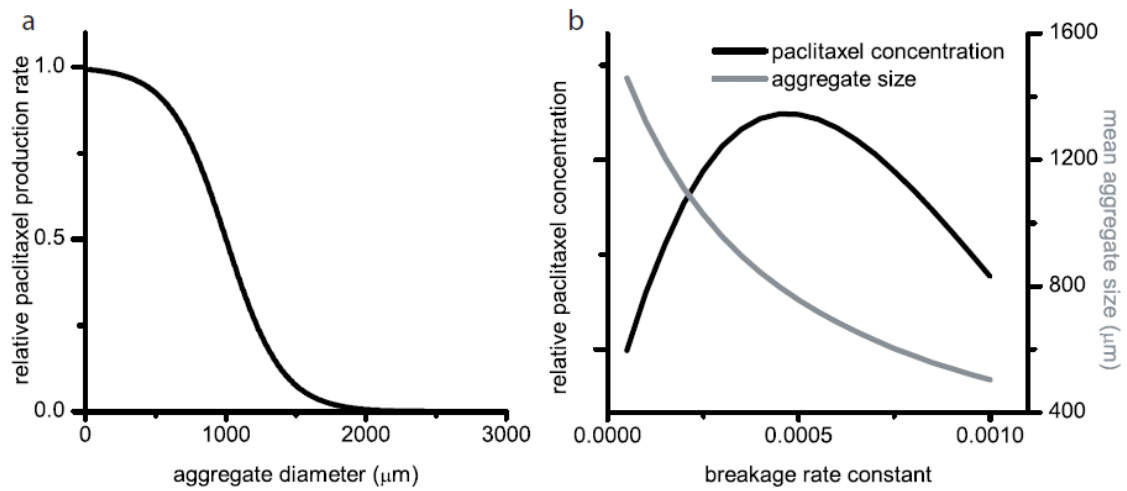 a
relative paclitaxel production rate
1.0
0.5
0.0
0
1000
2000
3000
aggregate diameter (μm)
b
paclitaxel concentration
aggregate size
relative paclitaxel concentration
0.0000
0.0005
0.0010
breakage rate constant
1600
1200
800
400
mean aggregate size (μm)